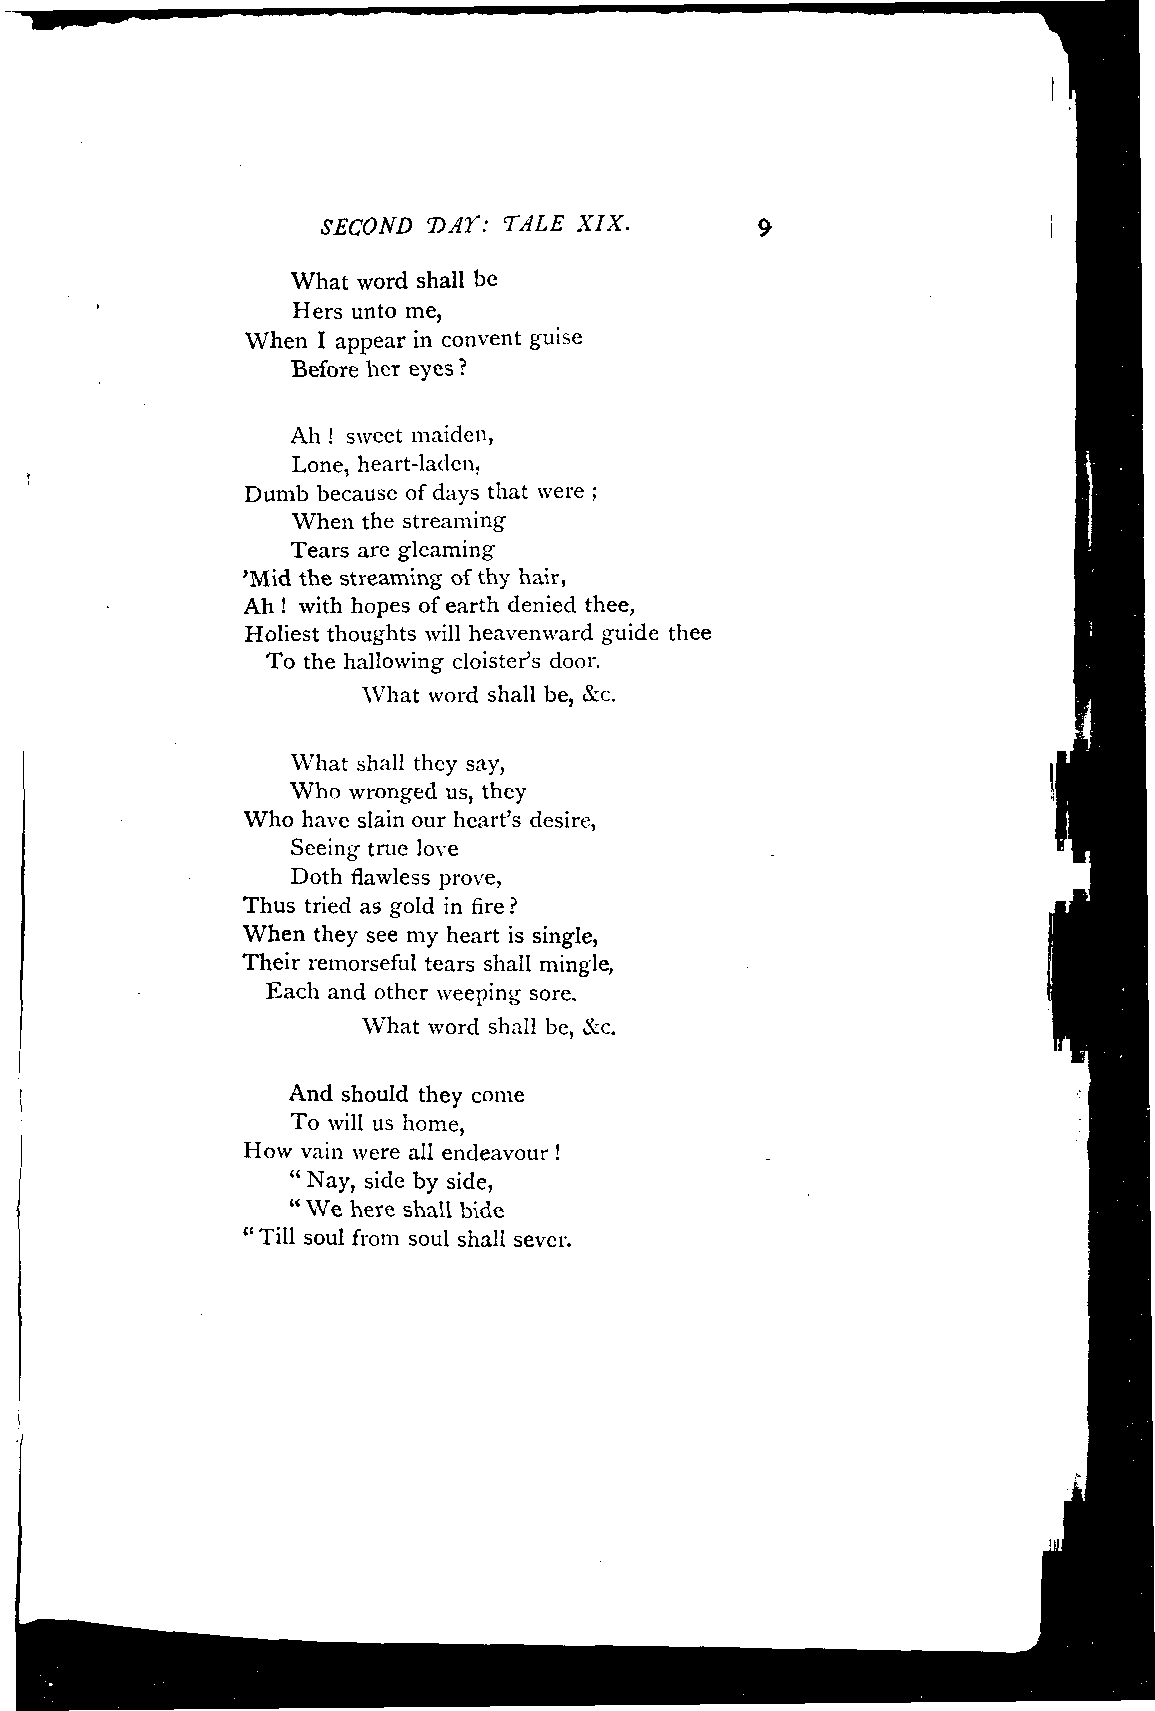 SECOND DAY: TALE XIX. 9
What word shall be
Hers unto me,
When I appear in convent guise
Before her eyes?
Ah! sweet maiden,
Lone, heart-laden,
Dumb because of days that were;
When the streaming
Tears are gleaming
'Mid the streaming of thy hair,
Ah! with hopes of earth denied thee,
Holiest thoughts will heavenward guide thee
To the hallowing cloister's door.
What word shall be, &c.
What shall they say,
Who wronged us, they
Who have slain our heart's desire,
Seeing true love
Doth flawless prove,
Thus tried as gold in fire?
When they see my heart is single,
Their remorseful tears shall mingle,
Each and other weeping sore.
What word shall be, &c.
And should they come
To will us home,
How vain were all endeavour!
"Nay, side by side,
"We here shall bide
"Till soul from soul shall sever.